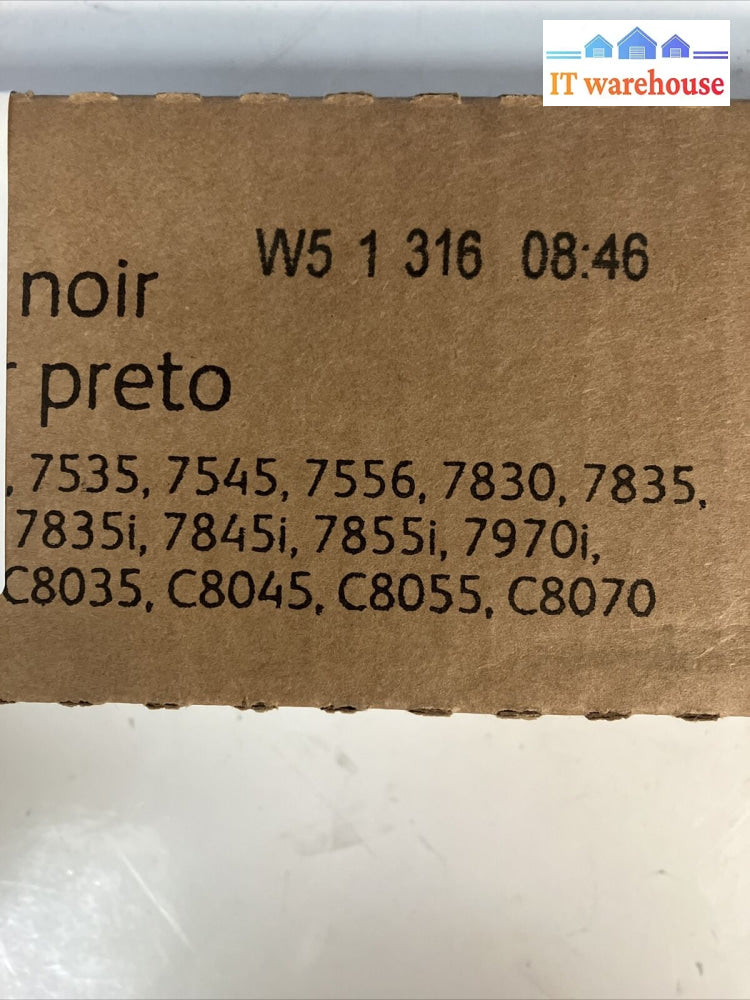 IT warehouse
W5 1 316 08:46
noir
preto
, 7535, 7545, 7556, 7830, 7835,
7835i, 7845i, 7855i, 7970i,
C8035, C8045, C8055, C8070